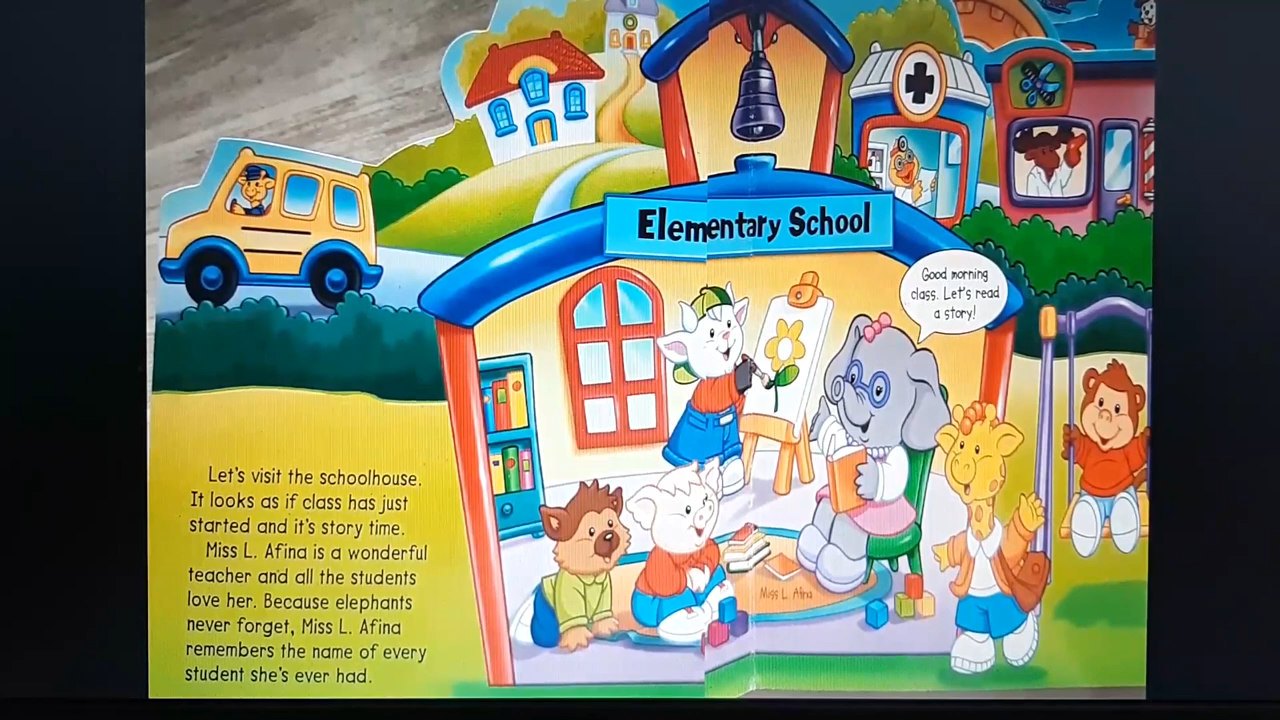 Elementary School
Good morning
class. Let's read
a story!
Let's visit the schoolhouse.
It looks as if class has just
started and it's story time.
Miss L. Afina is a wonderful
teacher and all the students
love her. Because elephants
never forget, Miss L. Afina
remembers the name of every
student she's ever had.
Miss L. Afina